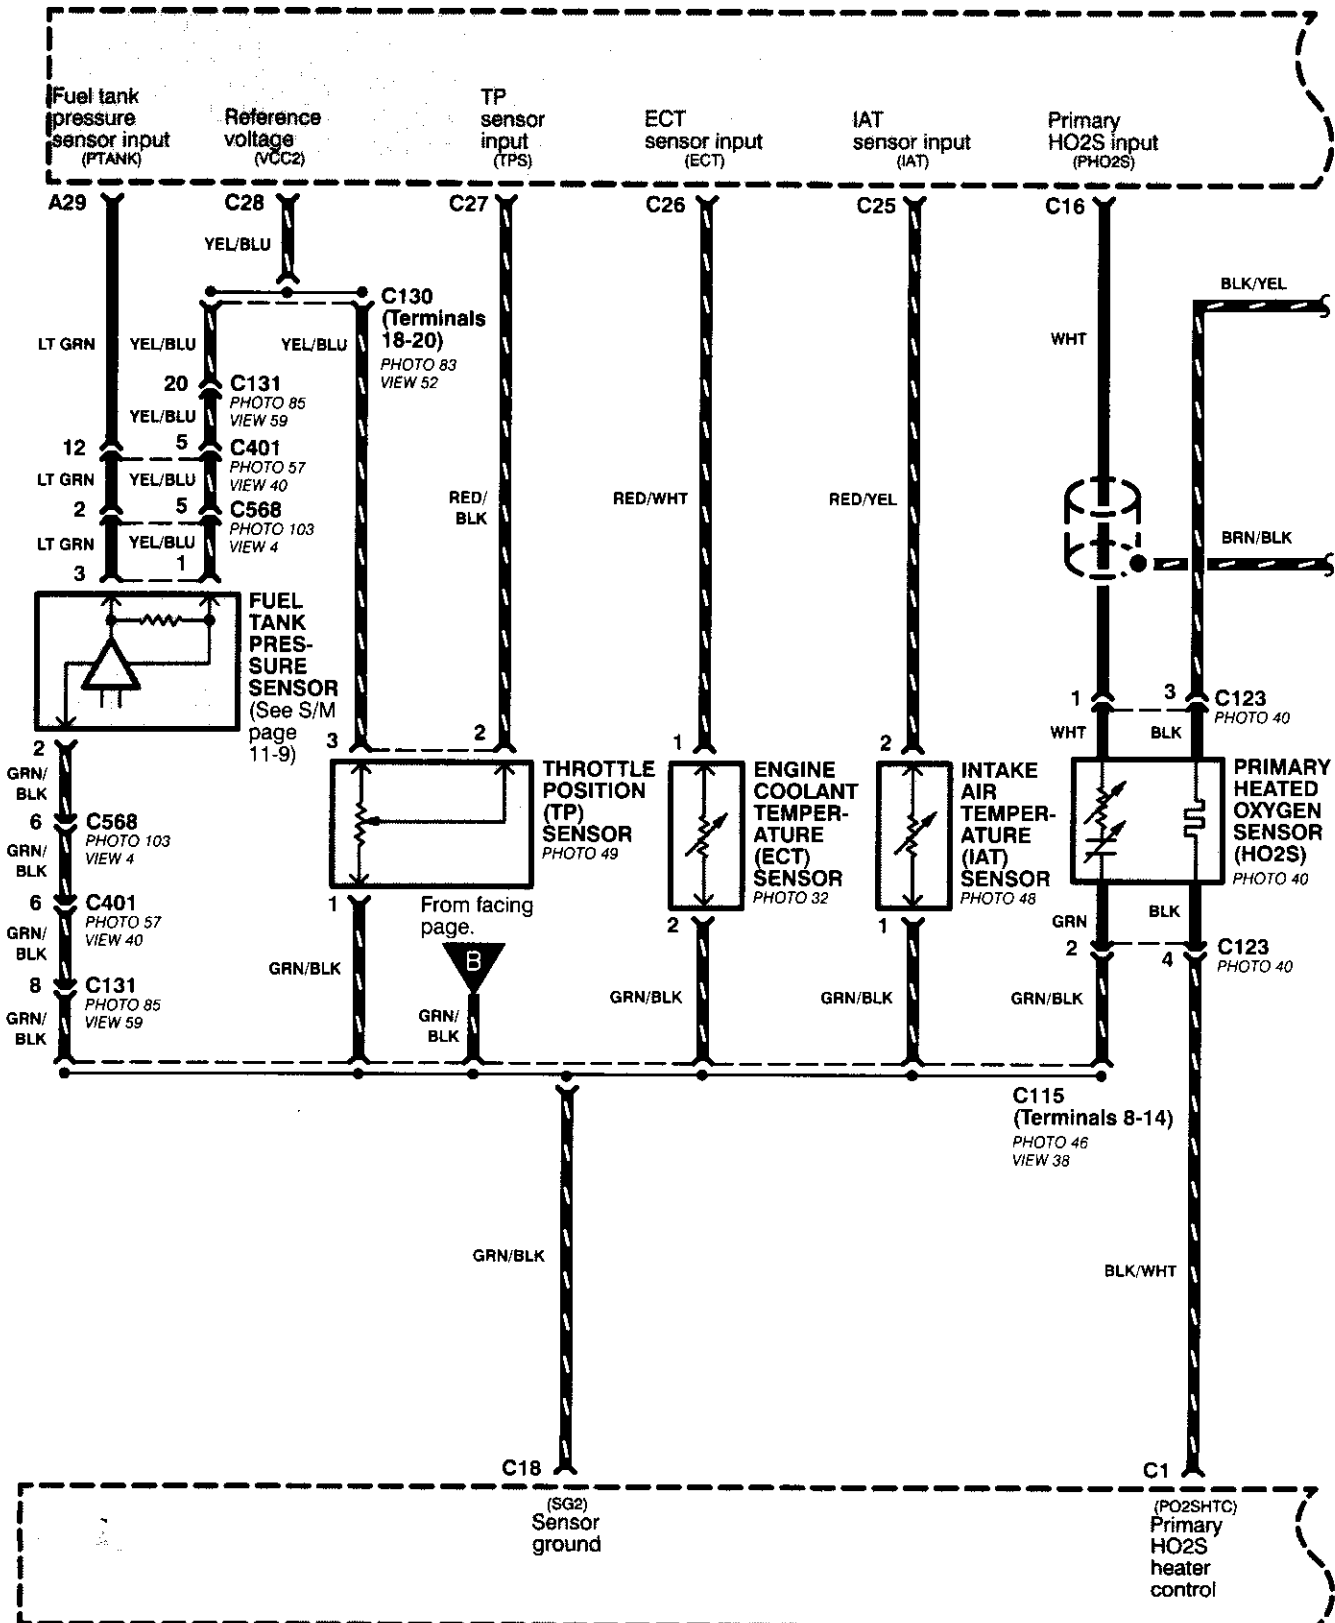 Fuel tank
pressure
sensor input
(PTANK)
Reference
voltage
(VCC2)
TP
sensor
input
(TPS)
ECT
sensor input
(ECT)
IAT
sensor input
(IAT)
Primary
HO2S input
(PHO2S)
A29
C28
C27
C26
C25
C16
YEL/BLU
BLK/YEL
C130
(Terminals
18-20)
PHOTO 83
VIEW 52
LT GRN
YEL/BLU
YEL/BLU
WHT
20
C131
PHOTO 85
VIEW 59
YEL/BLU
12
5
C401
PHOTO 57
VIEW 40
LT GRN
YEL/BLU
2
5
C568
PHOTO 103
VIEW 4
LT GRN
YEL/BLU
3
1
RED/
BLK
RED/WHT
RED/YEL
BRN/BLK
FUEL
TANK
PRES-
SURE
SENSOR
(See S/M
page
11-9)
1
3
C123
PHOTO 40
WHT
BLK
3
2
1
2
2
GRN/
BLK
6
C568
PHOTO 103
VIEW 4
GRN/
BLK
6
C401
PHOTO 57
VIEW 40
GRN/
BLK
8
C131
PHOTO 85
VIEW 59
GRN/
BLK
THROTTLE
POSITION
(TP)
SENSOR
PHOTO 49
ENGINE
COOLANT
TEMPER-
ATURE
(ECT)
SENSOR
PHOTO 32
INTAKE
AIR
TEMPER-
ATURE
(IAT)
SENSOR
PHOTO 48
PRIMARY
HEATED
OXYGEN
SENSOR
(HO2S)
PHOTO 40
1
From facing
page.
B
2
1
GRN
BLK
2
4
C123
PHOTO 40
GRN/BLK
GRN/
BLK
GRN/BLK
GRN/BLK
GRN/BLK
C115
(Terminals 8-14)
PHOTO 46
VIEW 38
GRN/BLK
BLK/WHT
C18
C1
(SG2)
Sensor
ground
(PO2SHTC)
Primary
HO2S
heater
control